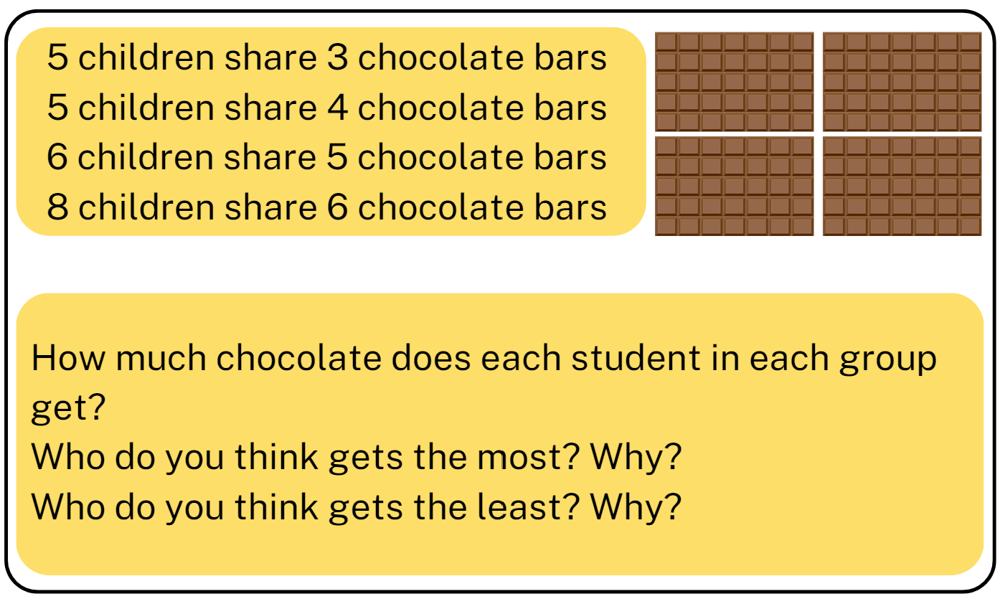 5 children share 3 chocolate bars
5 children share 4 chocolate bars
6 children share 5 chocolate bars
8 children share 6 chocolate bars
How much chocolate does each student in each group
get?
Who do you think gets the most? Why?
Who do you think gets the least? Why?